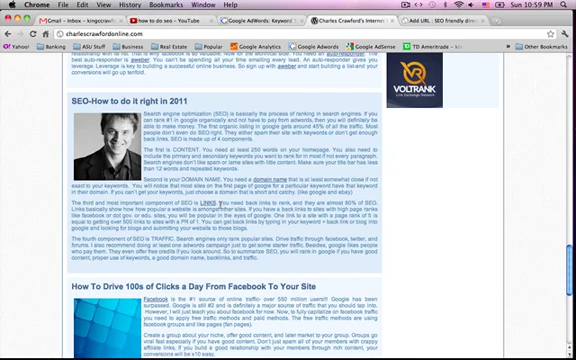 Chrome File Edit View History Bookmarks Window Help 10:59 PM
Gmail - Inbox - kingcrawfo how to do seo - YouTube Google AdWords: Keyword Charles Crawford's Internet Add URL - SEO friendly dire
charlescrawfordonline.com
Yahoo! Banking ASU Stuff Business Real Estate Popular Google Analytics Google AdWords Google AdSense TD Ameritrade Other Bookmarks
best auto-responder is aweber. You can't be spending all your time emailing every lead. An auto-responder gives you
leverage. Leverage is key to building a successful online business. So sign up with aweber and start building a list-and your
conversions will go up tenfold.
VOLTRANK
Link Exchange Network
SEO-How to do it right in 2011
Search engine optimization (SEO) is basically the process of ranking in search engines. If you
can rank #1 in google organically and not have to pay from adwords, then you will definitely be
able to make money. The first organic listing in google gets around 45% of all the traffic. Most
people don't even do SEO right. They either spam their site with keywords or don't get enough
back links. SEO is made up of 4 components.
The first is CONTENT. You need at least 250 words on your homepage. You also need to
include the primary and secondary keywords you want to rank for in most if not every paragraph.
Search engines don't like spam or lame sites with little content. Make sure your title bar has less
than 12 words and repeated keywords.
Second is your DOMAIN NAME. You need a domain name that is at least somewhat close if not
exact to your keywords. You will notice that most sites on the first page of google for a particular keyword have that keyword
in their domain. If you can't get your keywords, just choose a domain that is short and catchy. (like google and ebay)
The third and most important component of SEO is LINKS. You need back links to rank, and they are almost 80% of SEO.
Links basically show how popular a website is amongst other sites. If you have a back links to sites with high page ranks
like facebook or dot gov. or edu. sites, you will be popular in the eyes of google. One link to a site with a page rank of 5 is
equal to getting over 500 links to sites with a PR of 1. You can get back links by typing in your keyword + back link or blog into
google and looking for blogs and submitting your website to those blogs.
The fourth component of SEO is TRAFFIC. Search engines only rank popular sites. Drive traffic through facebook, twitter, and
forums. I also recommend doing at least one adwords campaign just to get some starter traffic. Besides, google likes people
who pay them. They even offer free credits if you look around. So to summarize SEO, you will rank in google if you have good
content, proper use of keywords, a good domain name, backlinks, and traffic.
How To Drive 100s of Clicks a Day From Facebook To Your Site
Facebook is the #1 source of online traffic- over 550 million users!!! Google has been
surpassed. Google is still #2 and is definitely a major source of traffic that you should tap into.
However, I will just teach you about facebook for now. Now, to fully capitalize on facebook traffic
you need to apply free traffic methods and paid methods. The free traffic methods are using
facebook groups and like pages (fan pages).
Create a group about your niche, offer good content, and later market to your group. Groups go
viral fast especially if you have good content. Don't just spam all of your members with crappy
affiliate links. If you build a good relationship with your members through rich content, your
conversions will be x10 easy.